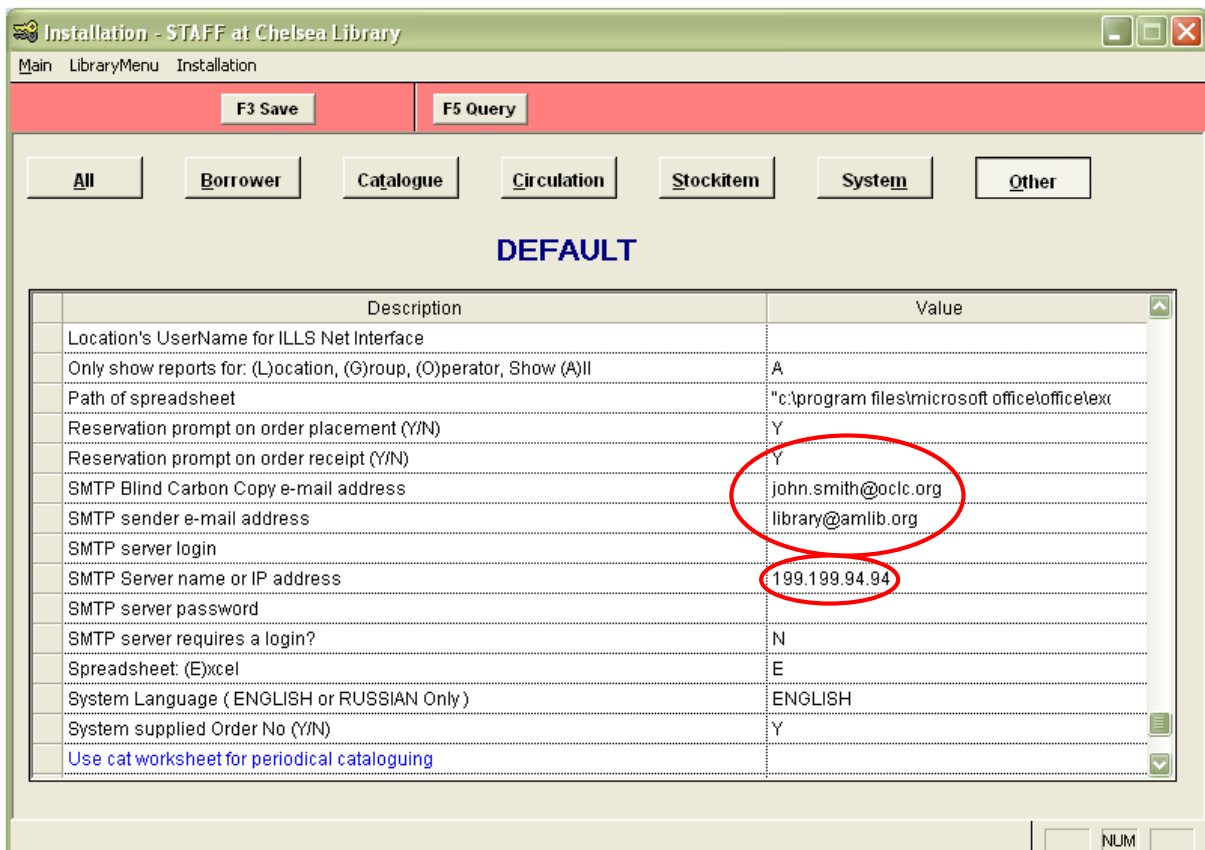 Installation - STAFF at Chelsea Library
Main LibraryMenu Installation
F3 Save F5 Query
All Borrower Catalogue Circulation Stockitem System Other
DEFAULT
Description Value
Location's UserName for ILLS Net Interface
Only show reports for: (L)ocation, (G)roup, (O)perator, Show (A)ll A
Path of spreadsheet "c:\program files\microsoft office\office\exc
Reservation prompt on order placement (Y/N) Y
Reservation prompt on order receipt (Y/N) Y
SMTP Blind Carbon Copy e-mail address john.smith@oclc.org
SMTP sender e-mail address library@amlib.org
SMTP server login
SMTP Server name or IP address 199.199.94.94
SMTP server password
SMTP server requires a login? N
Spreadsheet: (E)xcel E
System Language ( ENGLISH or RUSSIAN Only ) ENGLISH
System supplied Order No (Y/N) Y
Use cat worksheet for periodical cataloguing
NUM